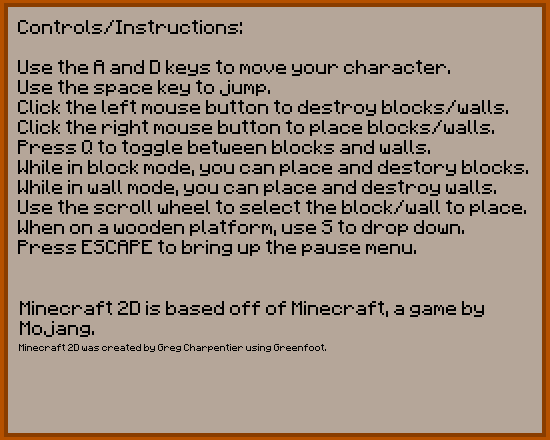 Controls/Instructions:
Use the A and D keys to move your character.
Use the space key to jump.
Click the left mouse button to destroy blocks/walls.
Click the right mouse button to place blocks/walls.
Press Q to toggle between blocks and walls.
While in block mode, you can place and destory blocks.
While in wall mode, you can place and destroy walls.
Use the scroll wheel to select the block/wall to place.
When on a wooden platform, use S to drop down.
Press ESCAPE to bring up the pause menu.
Minecraft 2D is based off of Minecraft, a game by
Mojang.
Minecraft 2D was created by Greg Charpentier using Greenfoot.